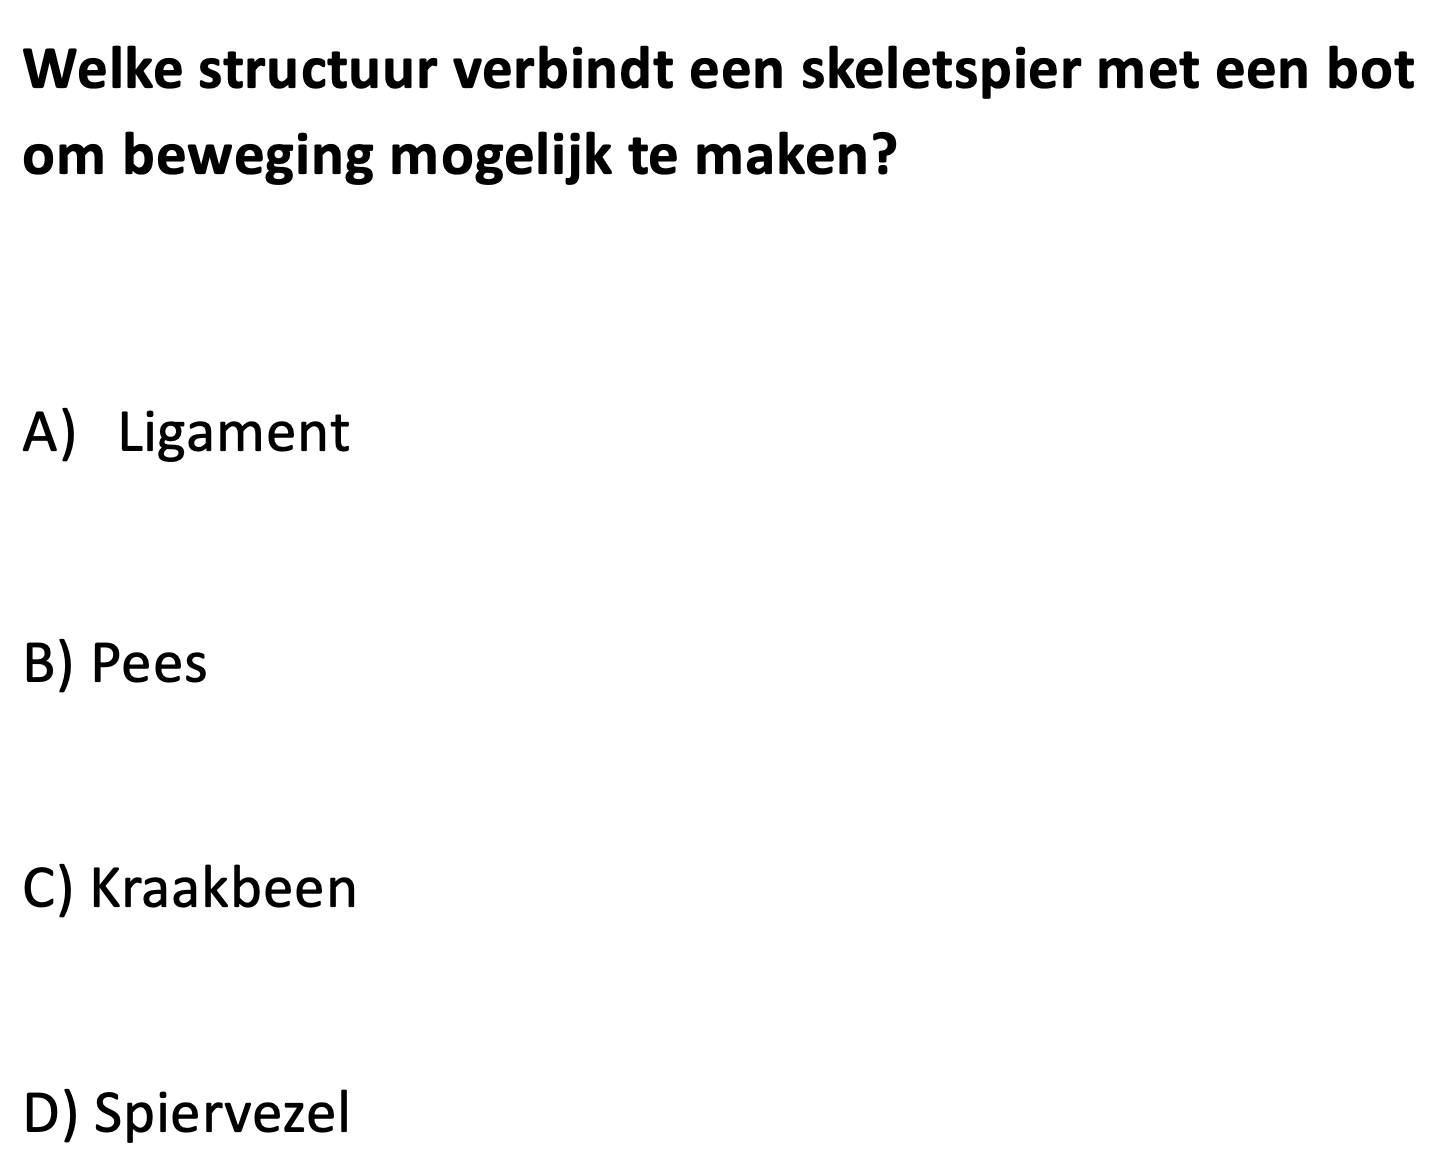 Welke structuur verbindt een skeletspier met een bot
om beweging mogelijk te maken?
A) Ligament
B) Pees
C) Kraakbeen
D) Spiervezel